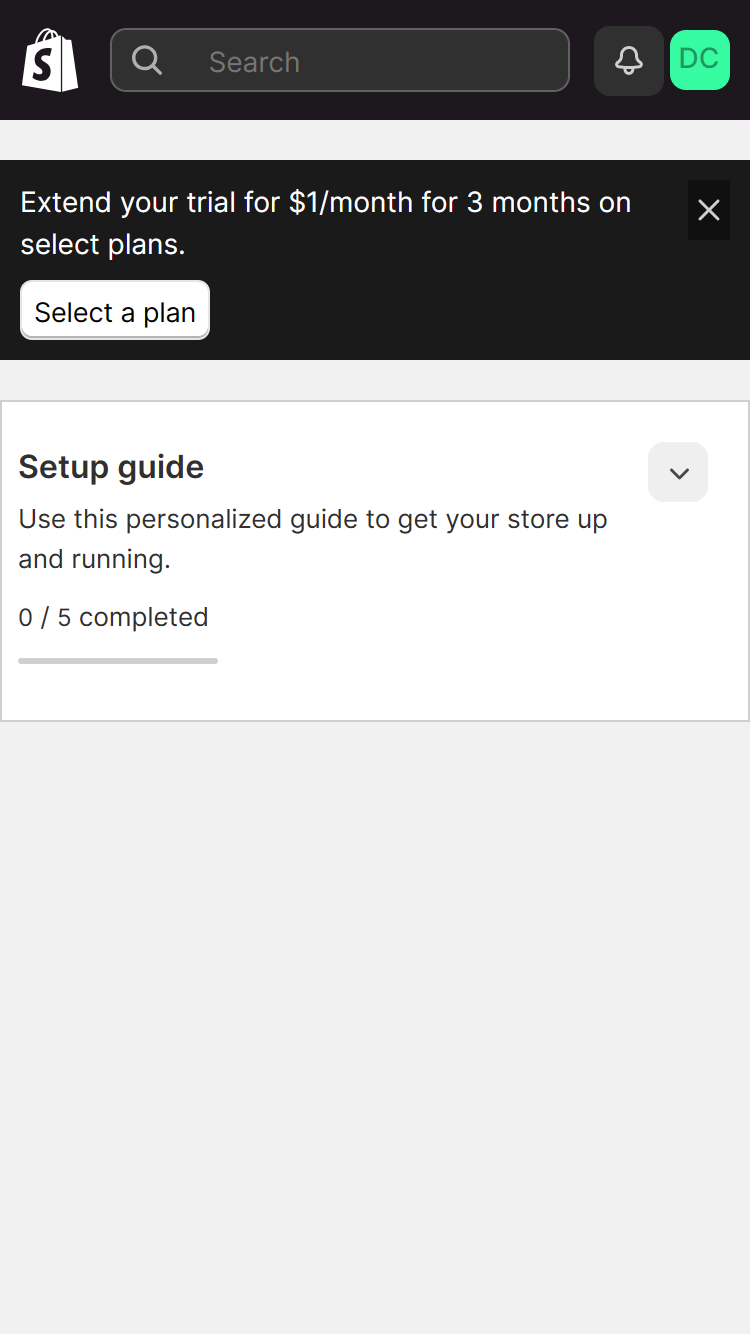 Search
DC
Extend your trial for $1/month for 3 months on
select plans.
Select a plan
Setup guide
Use this personalized guide to get your store up
and running.
0 / 5 completed